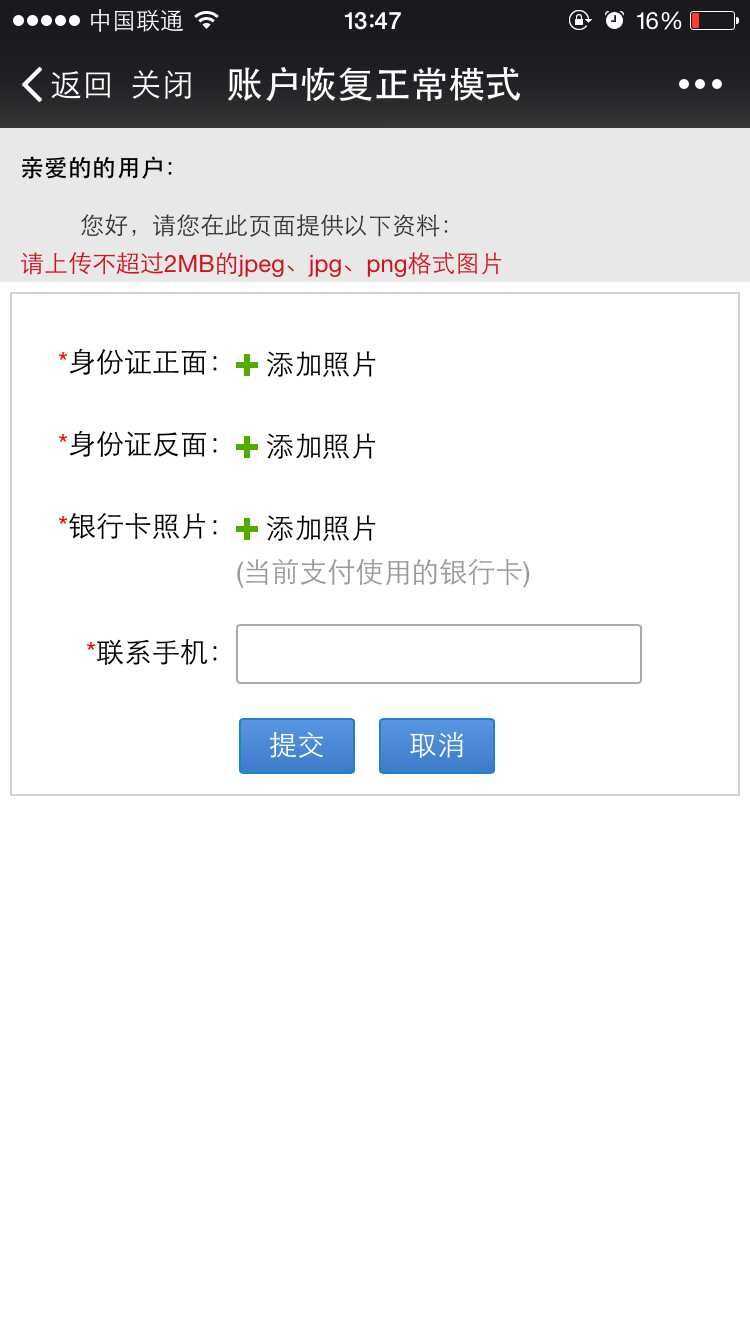 中国联通 13:47 16%
返回 关闭 账户恢复正常模式
亲爱的的用户：
您好，请您在此页面提供以下资料：
请上传不超过2MB的jpeg、jpg、png格式图片
*身份证正面： 添加照片
*身份证反面： 添加照片
*银行卡照片： 添加照片
(当前支付使用的银行卡)
*联系手机：
提交 取消